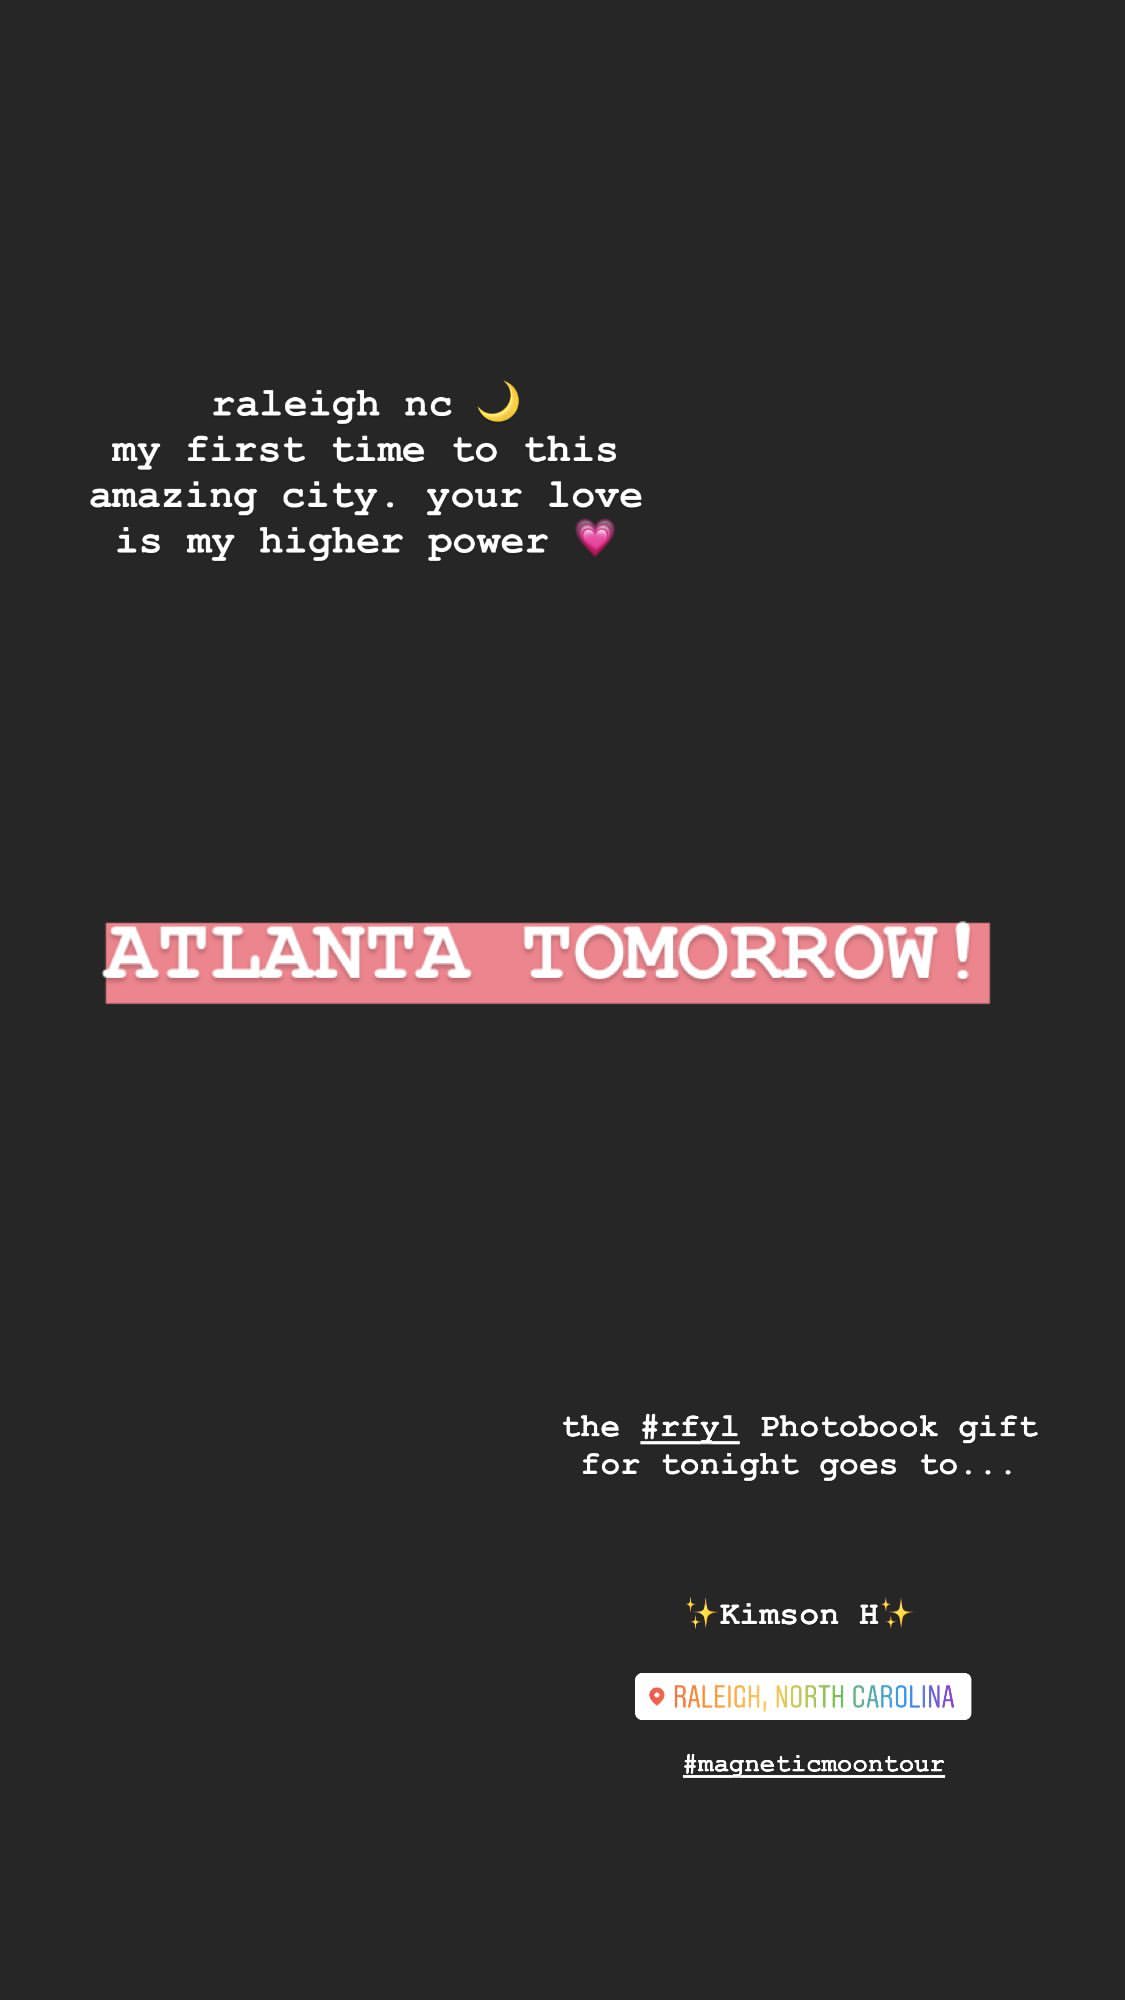 raleigh nc 🌙
my first time to this
amazing city. your love
is my higher power 💗
ATLANTA TOMORROW!
the #rfyl Photobook gift
for tonight goes to...
✨Kimson H✨
RALEIGH, NORTH CAROLINA
#magneticmoontour